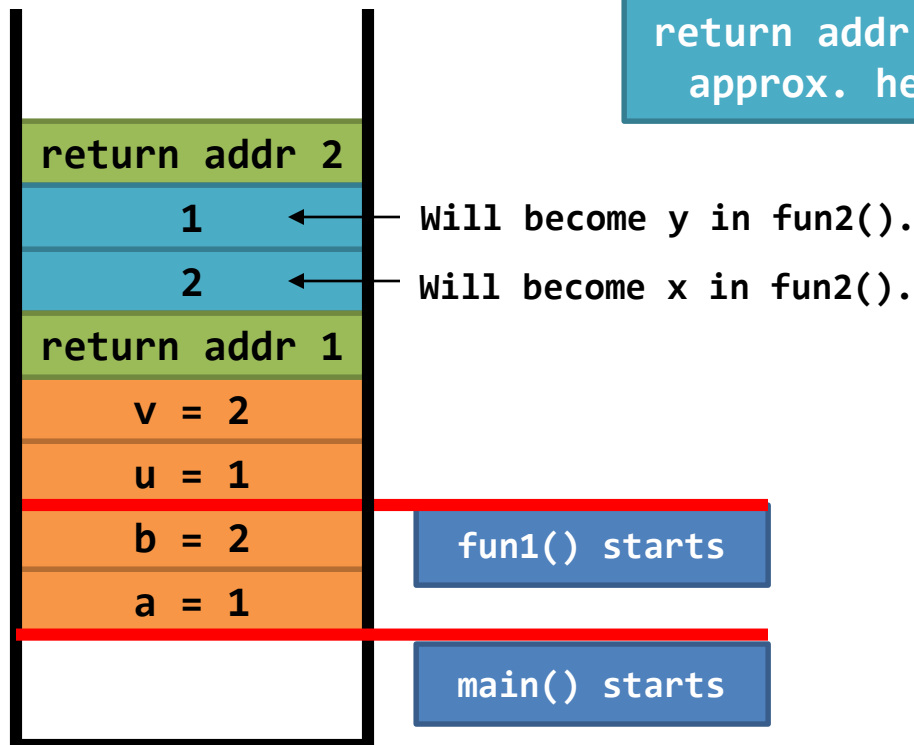 return addr
approx.
return addr 2
1
Will become y in fun2().
2
Will become x in fun2().
return addr 1
v = 2
u = 1
b = 2
fun1() starts
a = 1
main() starts